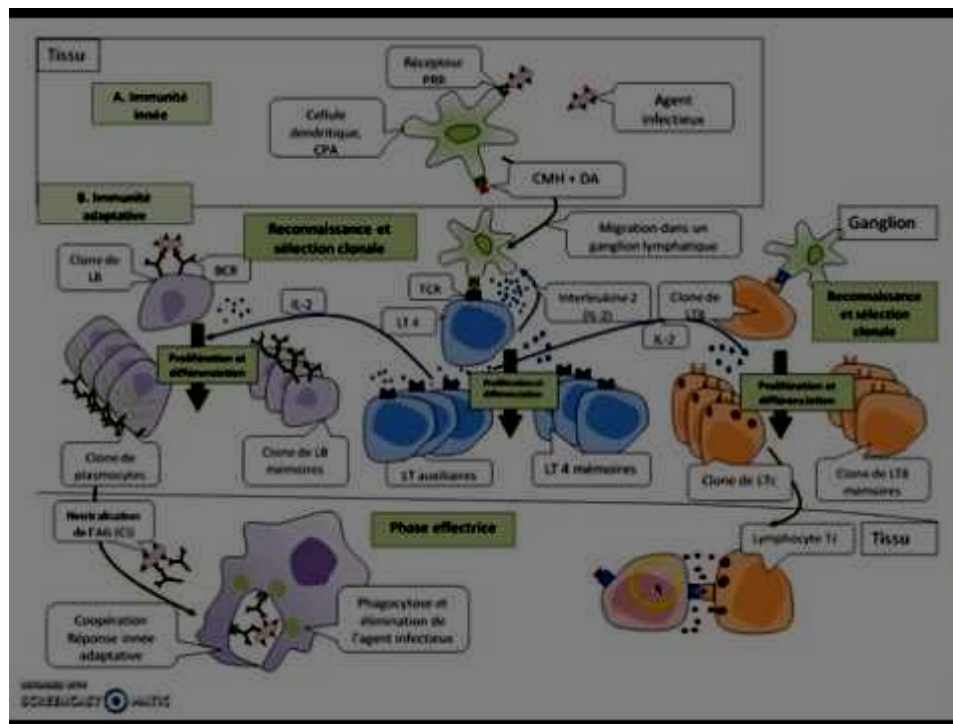 Tissu
Récepteur
PRR
A. Immunité
innée
Agent
infectieux
Cellule
dendritique,
CPA
CMH + DA
B. Immunité
adaptative
Reconnaissance et
sélection clonale
Migration dans un
ganglion lymphatique
Ganglion
Clone de
LB
BCR
TCR
Interleukine 2
(IL-2)
Clone de
LT8
Reconnaissance
et sélection
clonale
IL-2
LT 4
IL-2
Prolifération et
différenciation
Prolifération et
différenciation
Prolifération et
différenciation
Clone de
plasmocytes
Clone de LB
mémoires
LT auxiliaires
LT 4 mémoires
Clone de LTc
Clone de LT8
mémoires
Neutralisation
de l'AG (CI)
Phase effectrice
Lymphocyte Tc
Tissu
Coopération
Réponse innée
adaptative
Phagocytose et
élimination de
l'agent infectieux
SCREENCAST MATIC